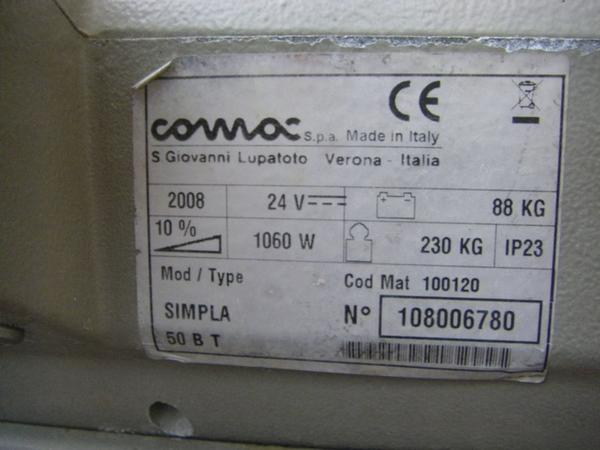 CE
comac S.p.a. Made in Italy
S Giovanni Lupatoto Verona - Italia
2008 24 V 88 KG
10 % 1060 W 230 KG IP23
Mod / Type Cod Mat 100120
SIMPLA N° 108006780
50 B T